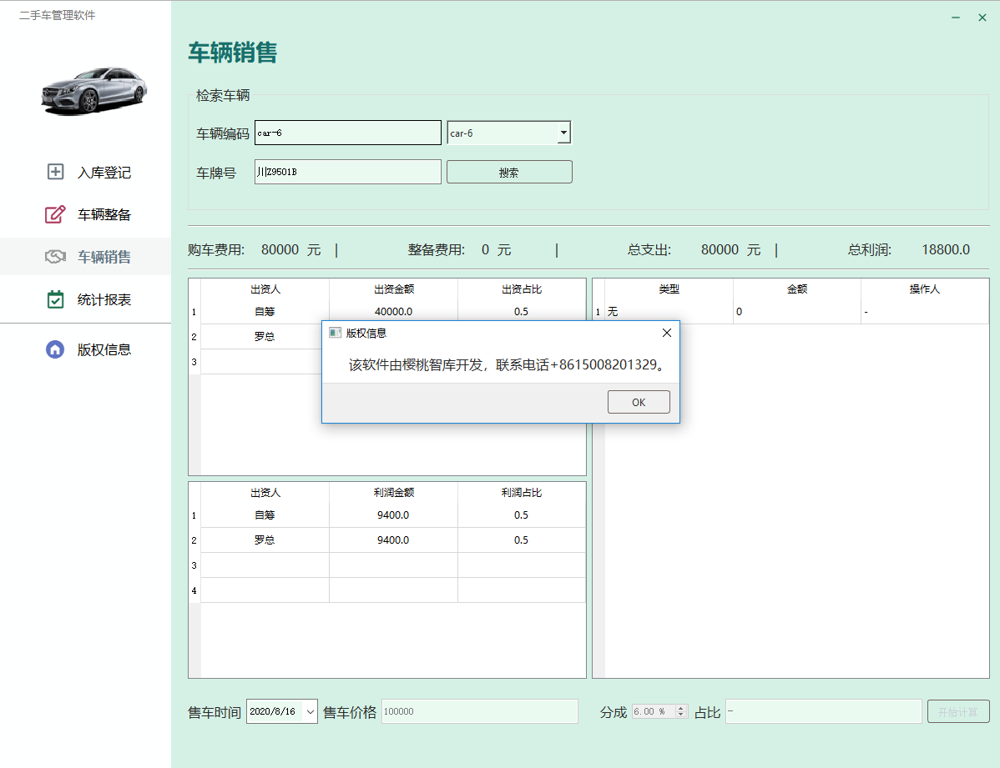 二手车管理软件
入库登记
车辆整备
车辆销售
统计报表
版权信息
车辆销售
检索车辆
车辆编码 car-6 car-6
车牌号 川Z9501B 搜索
购车费用: 80000 元 | 整备费用: 0 元 | 总支出: 80000 元 | 总利润: 18800.0
出资人 出资金额 出资占比
1 自筹 40000.0 0.5
2 罗总
3
类型 金额 操作人
1 无 0 -
版权信息
该软件由樱桃智库开发，联系电话+8615008201329。
OK
出资人 利润金额 利润占比
1 自筹 9400.0 0.5
2 罗总 9400.0 0.5
3
4
售车时间 2020/8/16 售车价格 100000 分成 6.00 % 占比 - 开始计算